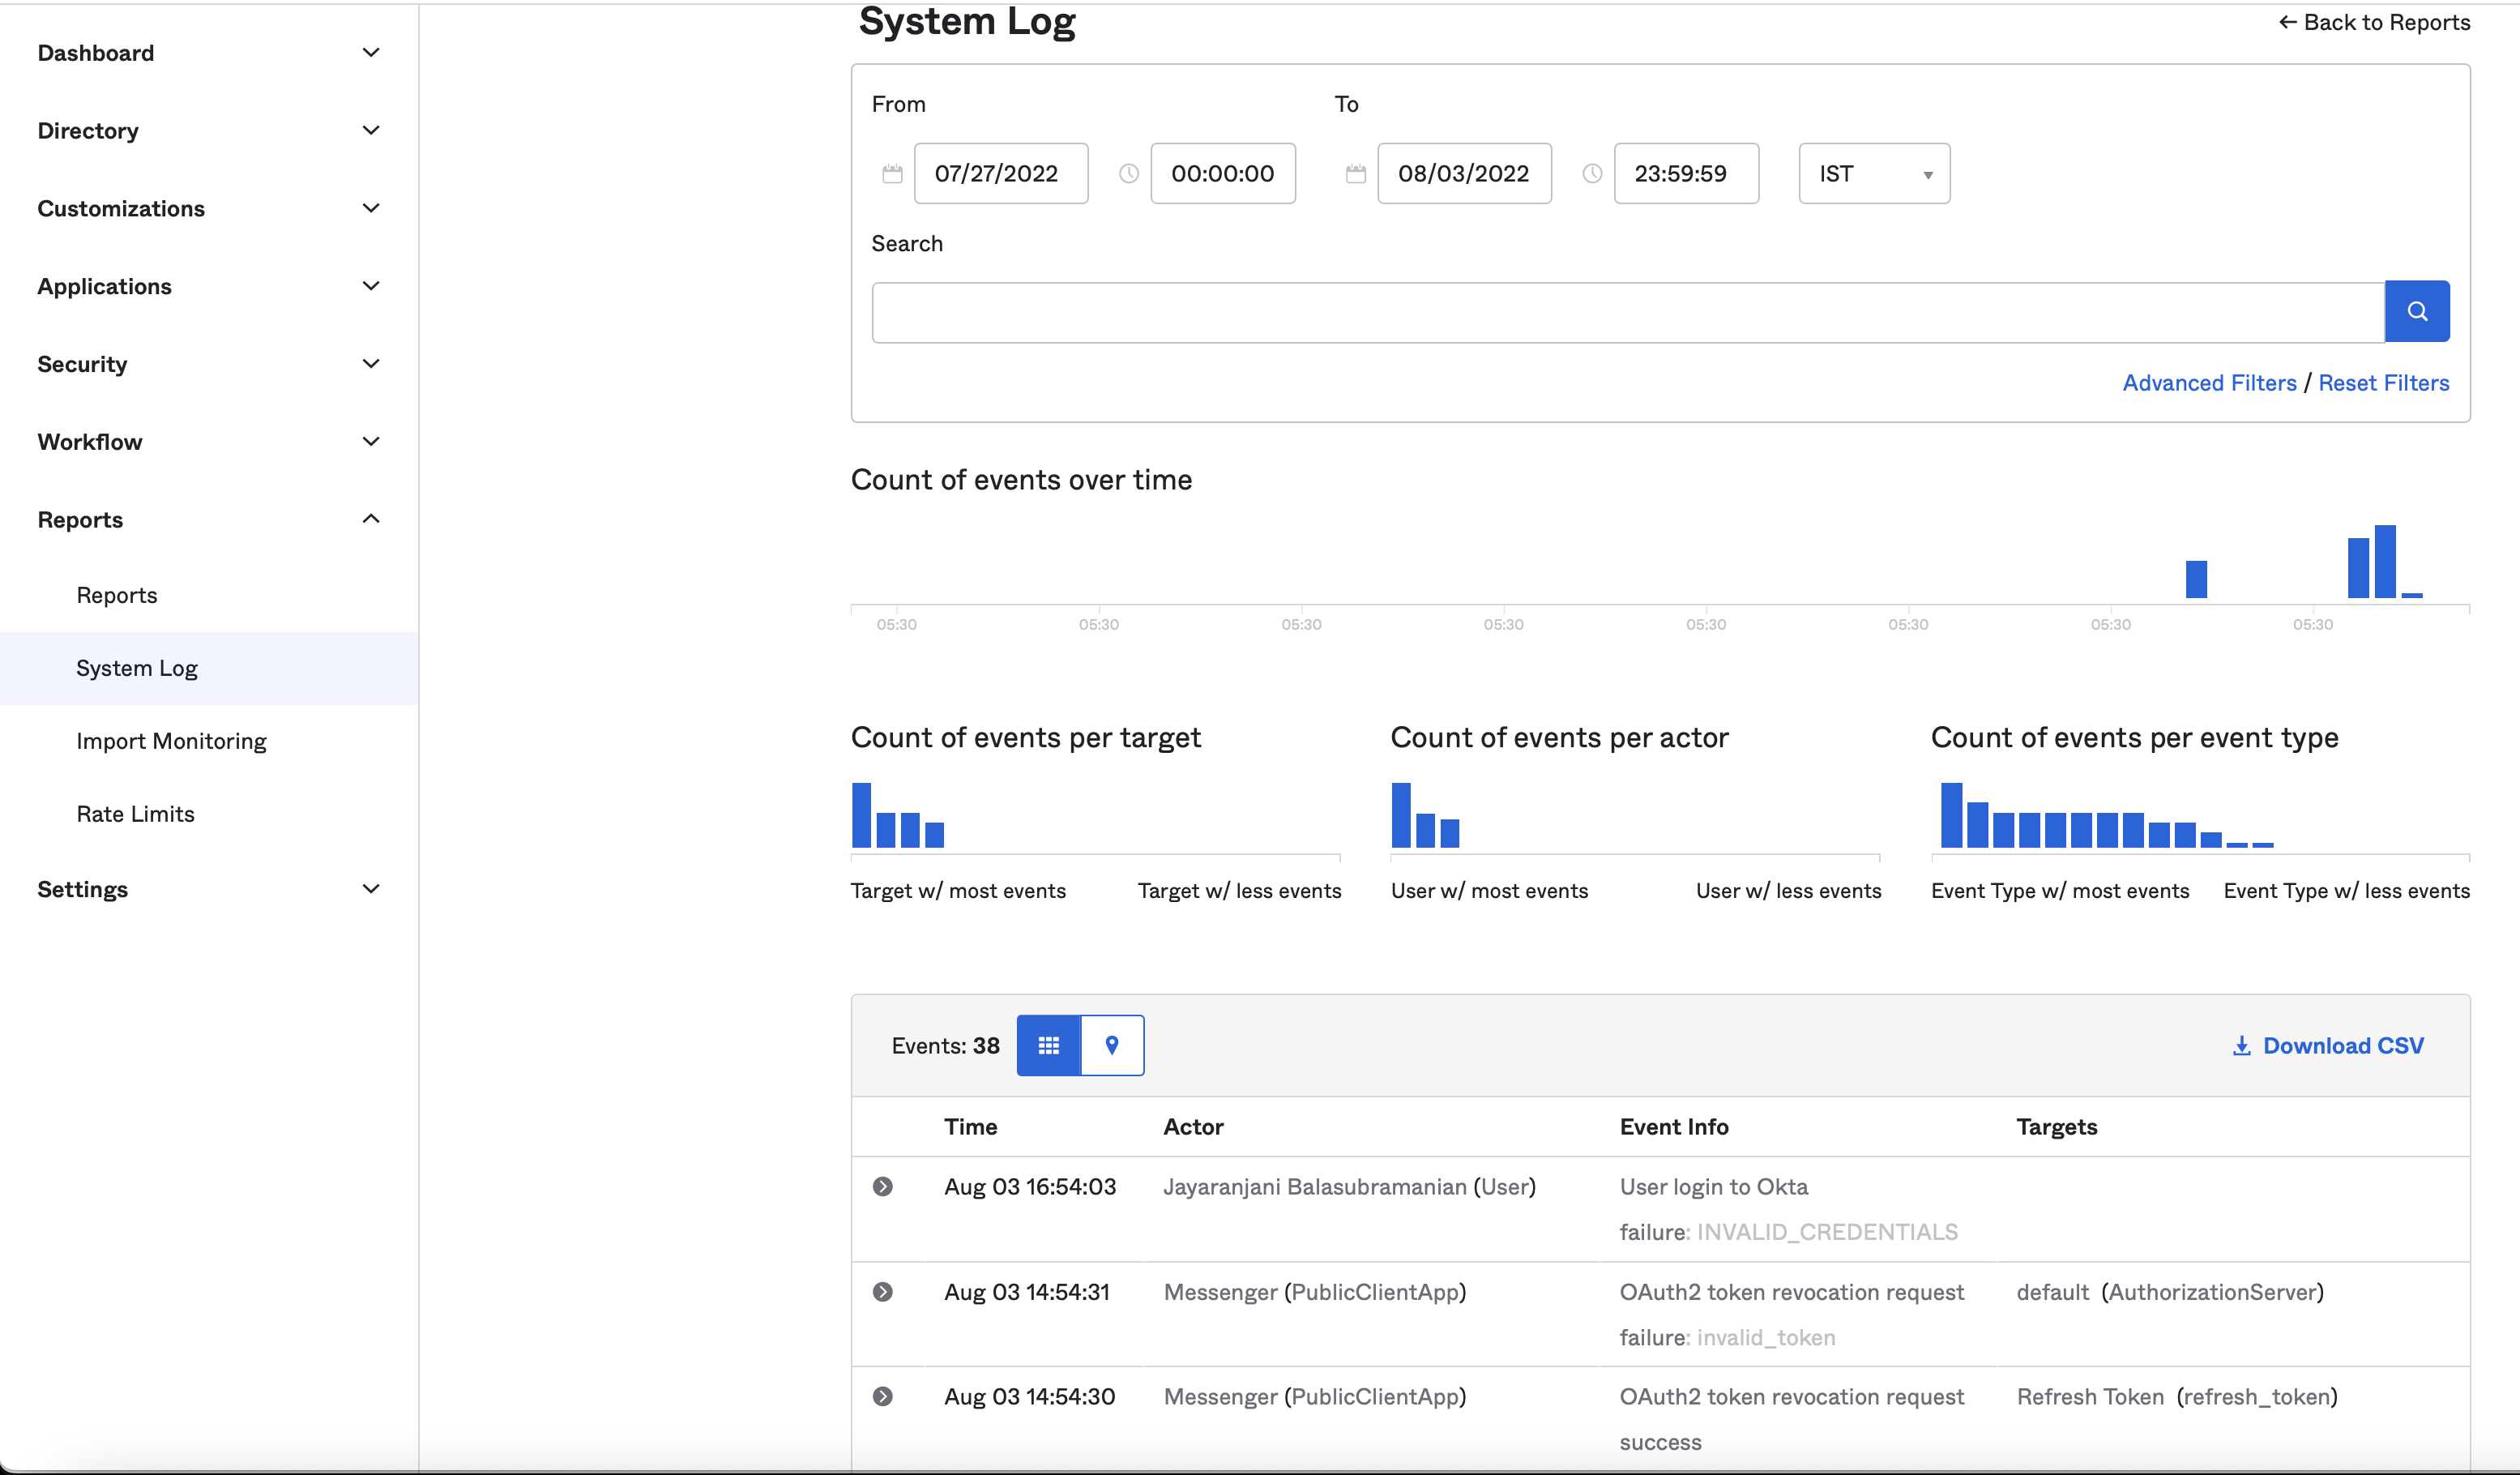 System Log
← Back to Reports
Dashboard
Directory
Customizations
Applications
Security
Workflow
Reports
Reports
System Log
Import Monitoring
Rate Limits
Settings
From To
07/27/2022 00:00:00 08/03/2022 23:59:59 IST
Search
Advanced Filters / Reset Filters
Count of events over time
05:30 05:30 05:30 05:30 05:30 05:30 05:30 05:30
Count of events per target Count of events per actor Count of events per event type
Target w/ most events Target w/ less events User w/ most events User w/ less events Event Type w/ most events Event Type w/ less events
Events: 38 Download CSV
Time Actor Event Info Targets
Aug 03 16:54:03 Jayaranjani Balasubramanian (User) User login to Okta
failure: INVALID_CREDENTIALS
Aug 03 14:54:31 Messenger (PublicClientApp) OAuth2 token revocation request default (AuthorizationServer)
failure: invalid_token
Aug 03 14:54:30 Messenger (PublicClientApp) OAuth2 token revocation request Refresh Token (refresh_token)
success